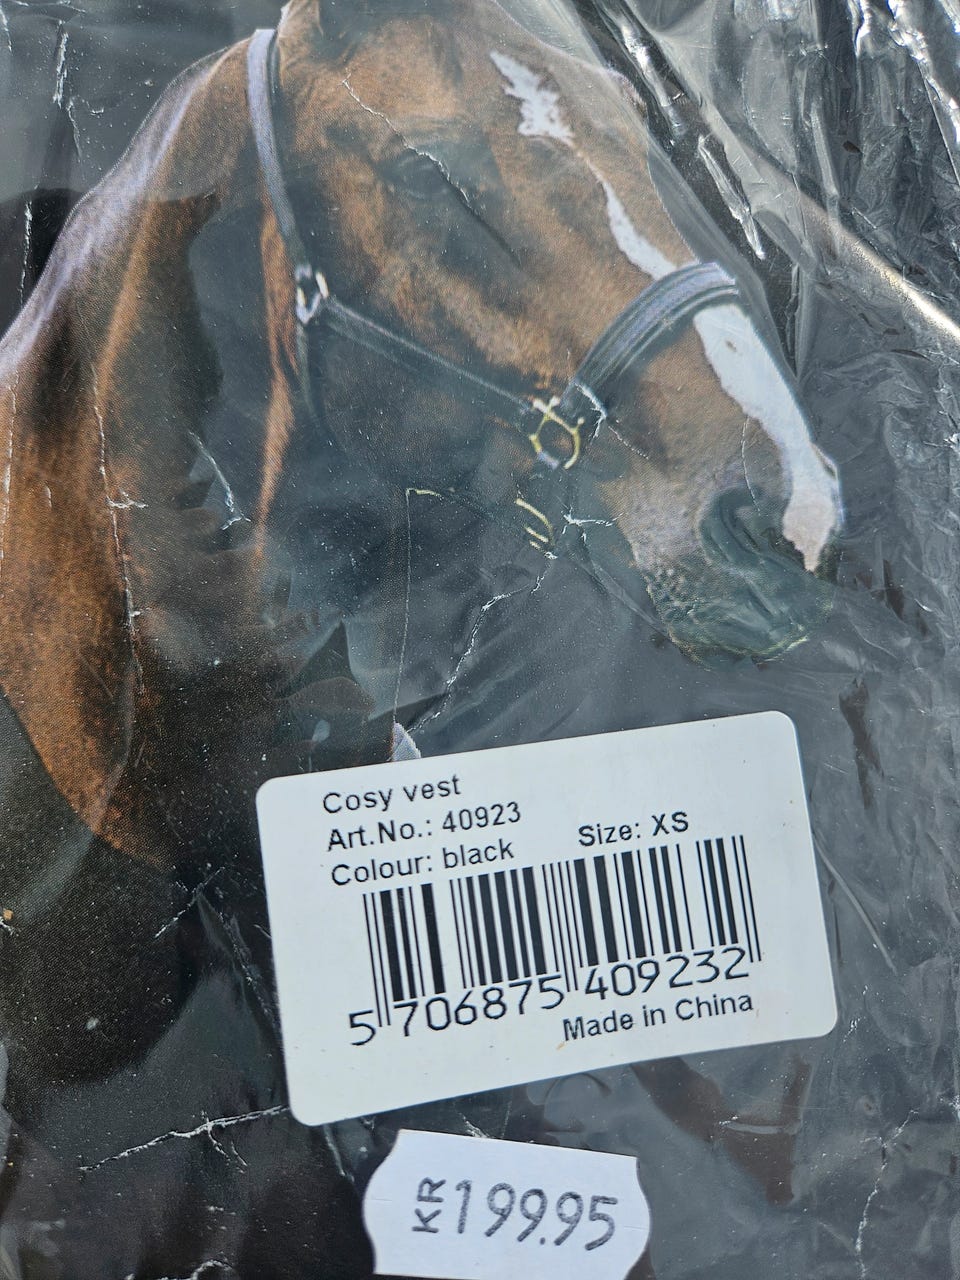 Cosy vest
Art.No.: 40923
Colour: black Size: XS
5 706875 409232
Made in China
KR 199.95